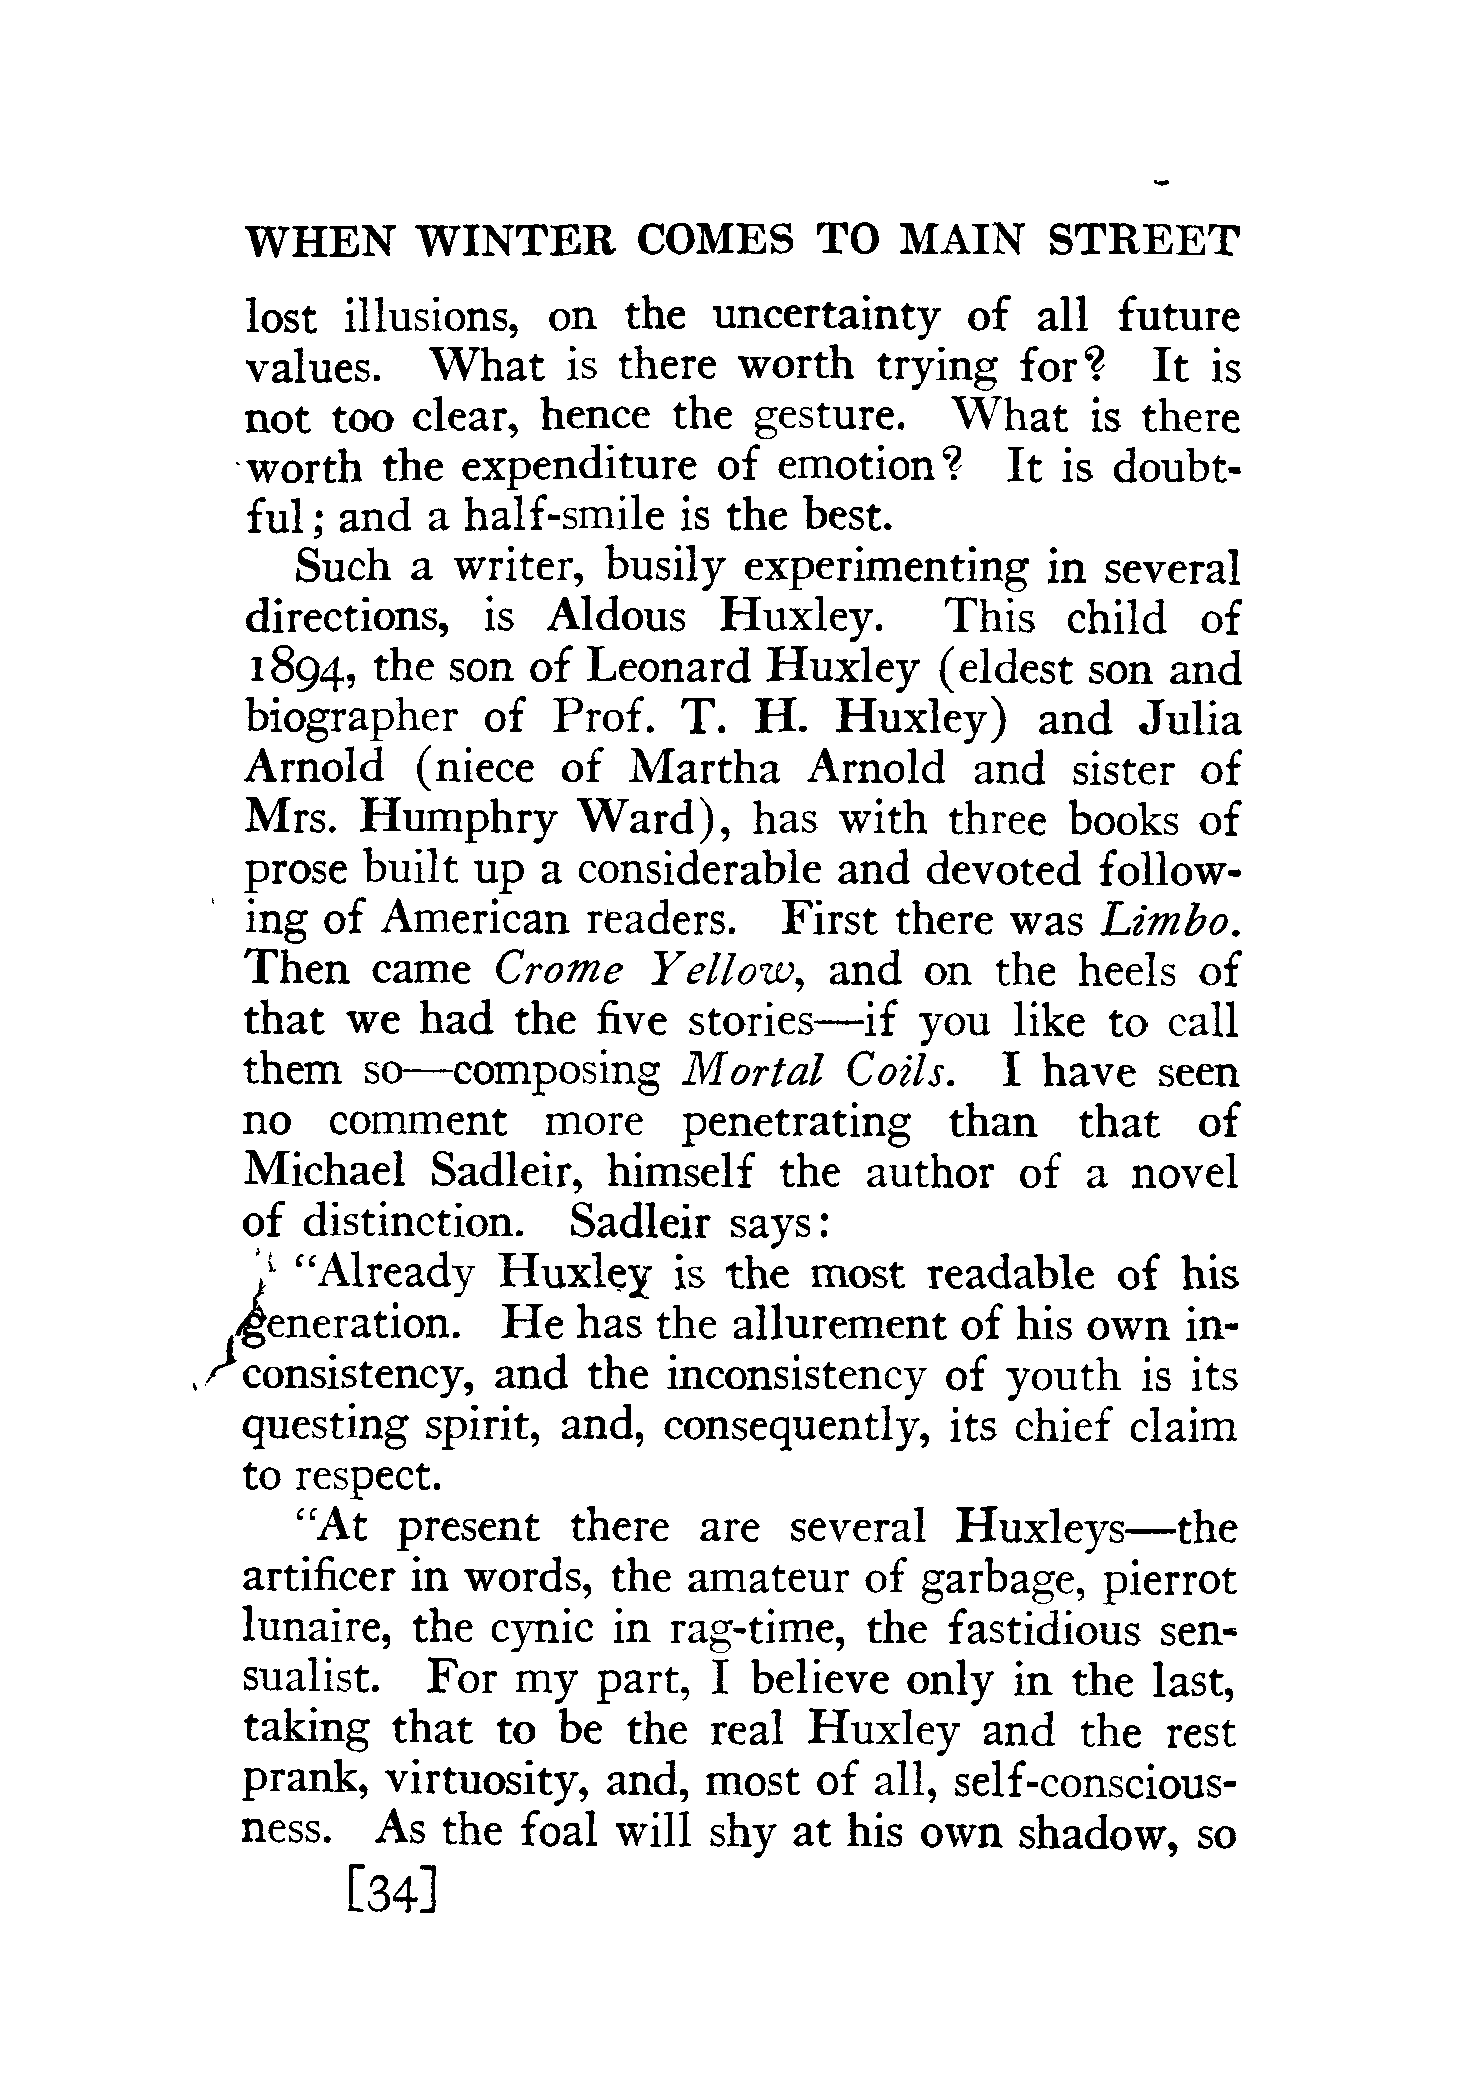 WHEN WINTER COMES TO MAIN STREET
lost illusions, on the uncertainty of all future
values. What is there worth trying for? It is
not too clear, hence the gesture. What is there
worth the expenditure of emotion? It is doubt-
ful; and a half-smile is the best.
Such a writer, busily experimenting in several
directions, is Aldous Huxley. This child of
1894, the son of Leonard Huxley (eldest son and
biographer of Prof. T. H. Huxley) and Julia
Arnold (niece of Martha Arnold and sister of
Mrs. Humphry Ward), has with three books of
prose built up a considerable and devoted follow-
ing of American readers. First there was Limbo.
Then came Crome Yellow, and on the heels of
that we had the five stories—if you like to call
them so—composing Mortal Coils. I have seen
no comment more penetrating than that of
Michael Sadleir, himself the author of a novel
of distinction. Sadleir says:
"Already Huxley is the most readable of his
generation. He has the allurement of his own in-
consistency, and the inconsistency of youth is its
questing spirit, and, consequently, its chief claim
to respect.
"At present there are several Huxleys—the
artificer in words, the amateur of garbage, pierrot
lunaire, the cynic in rag-time, the fastidious sen-
sualist. For my part, I believe only in the last,
taking that to be the real Huxley and the rest
prank, virtuosity, and, most of all, self-conscious-
ness. As the foal will shy at his own shadow, so
[34]